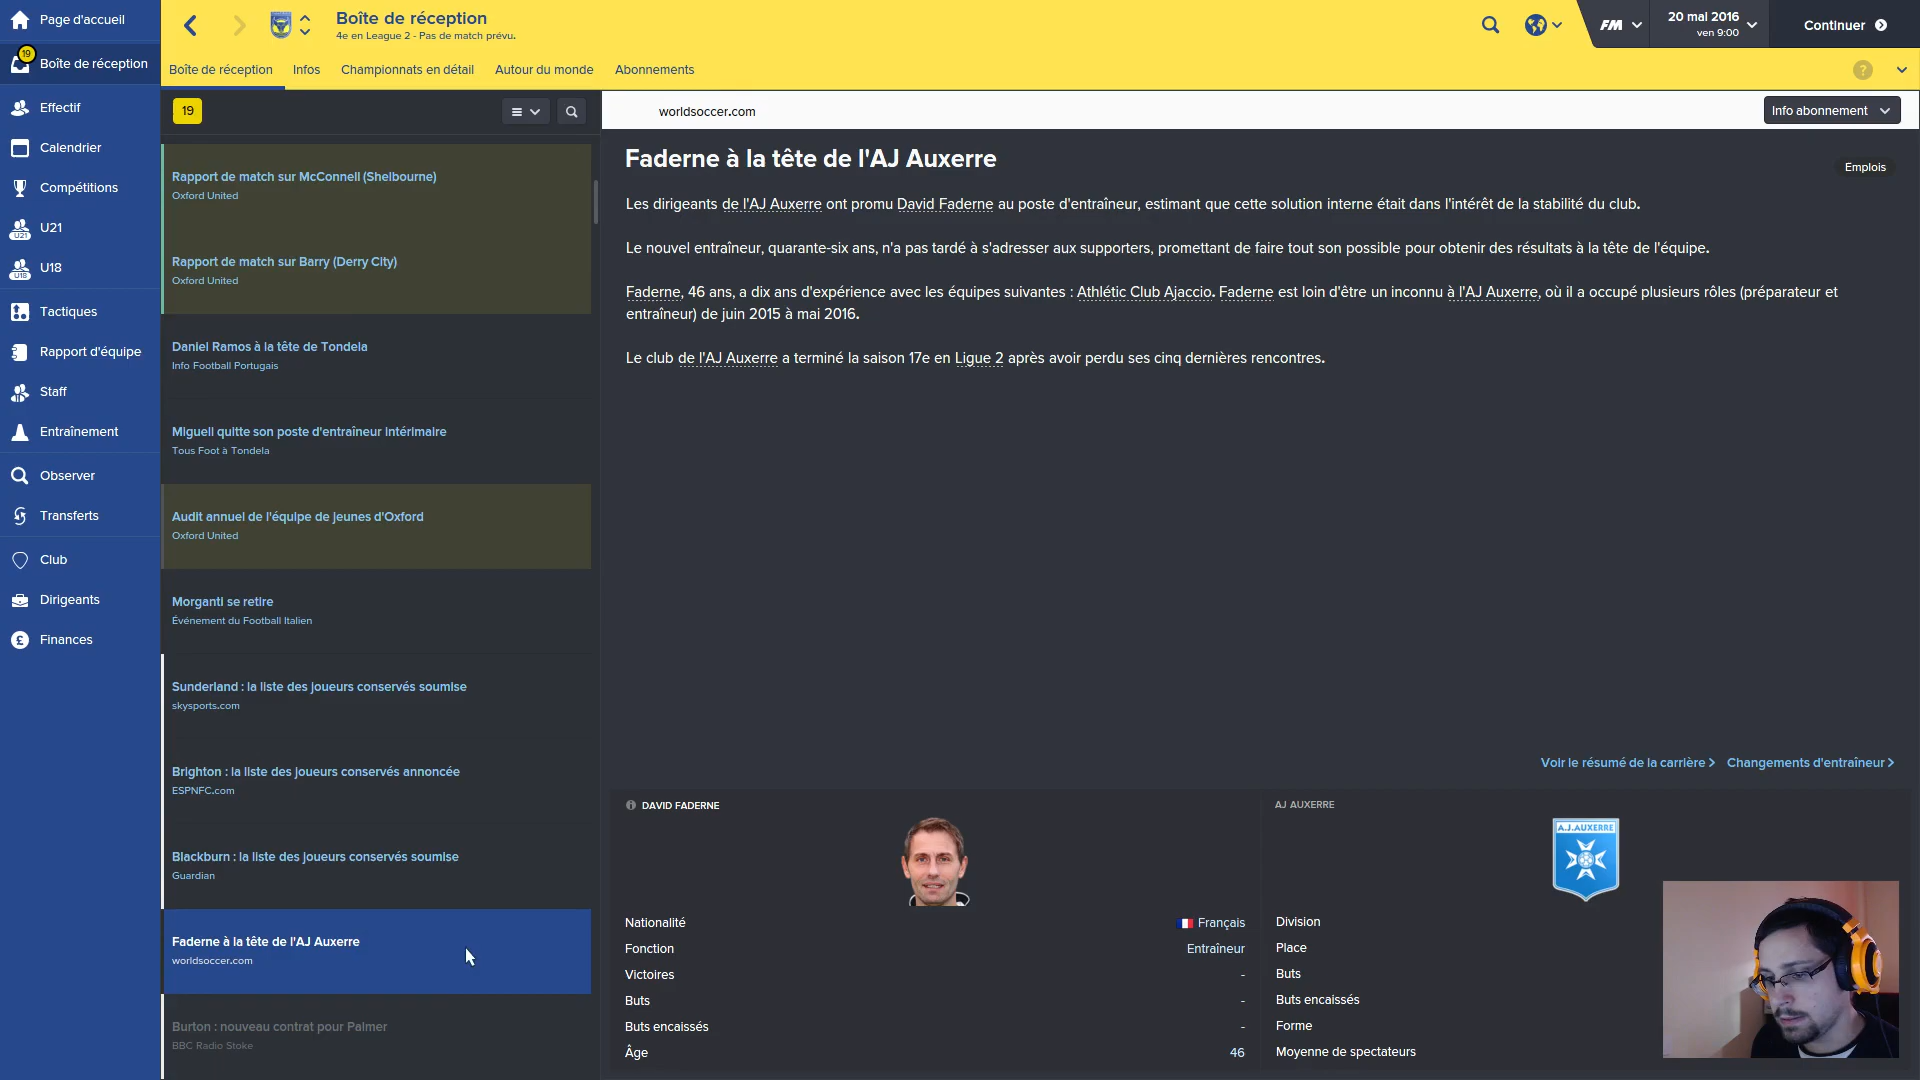 Page d'accueil
19
Boîte de réception
Effectif
Calendrier
Compétitions
U21
U21
U18
U18
Tactiques
Rapport d'équipe
Staff
Entraînement
Observer
Transferts
Club
Dirigeants
Finances
Boîte de réception
4e en League 2 - Pas de match prévu.
FM
20 mai 2016
ven 9:00
Continuer
Boîte de réception
Infos
Championnats en détail
Autour du monde
Abonnements
?
19
Rapport de match sur McConnell (Shelbourne)
Oxford United
Rapport de match sur Barry (Derry City)
Oxford United
Daniel Ramos à la tête de Tondela
Info Football Portugais
Miguell quitte son poste d'entraîneur intérimaire
Tous Foot à Tondela
Audit annuel de l'équipe de jeunes d'Oxford
Oxford United
Morganti se retire
Événement du Football Italien
Sunderland : la liste des joueurs conservés soumise
skysports.com
Brighton : la liste des joueurs conservés annoncée
ESPNFC.com
Blackburn : la liste des joueurs conservés soumise
Guardian
Faderne à la tête de l'AJ Auxerre
worldsoccer.com
Burton : nouveau contrat pour Palmer
BBC Radio Stoke
worldsoccer.com
Info abonnement
Faderne à la tête de l'AJ Auxerre
Emplois
Les dirigeants de l'AJ Auxerre ont promu David Faderne au poste d'entraîneur, estimant que cette solution interne était dans l'intérêt de la stabilité du club.
Le nouvel entraîneur, quarante-six ans, n'a pas tardé à s'adresser aux supporters, promettant de faire tout son possible pour obtenir des résultats à la tête de l'équipe.
Faderne, 46 ans, a dix ans d'expérience avec les équipes suivantes : Athlétic Club Ajaccio. Faderne est loin d'être un inconnu à l'AJ Auxerre, où il a occupé plusieurs rôles (préparateur et
entraîneur) de juin 2015 à mai 2016.
Le club de l'AJ Auxerre a terminé la saison 17e en Ligue 2 après avoir perdu ses cinq dernières rencontres.
Voir le résumé de la carrière
Changements d'entraîneur
DAVID FADERNE
Nationalité
Français
Fonction
Entraîneur
Victoires
-
Buts
-
Buts encaissés
-
Âge
46
AJ AUXERRE
A.J.AUXERRE
Division
Place
Buts
Buts encaissés
Forme
Moyenne de spectateurs